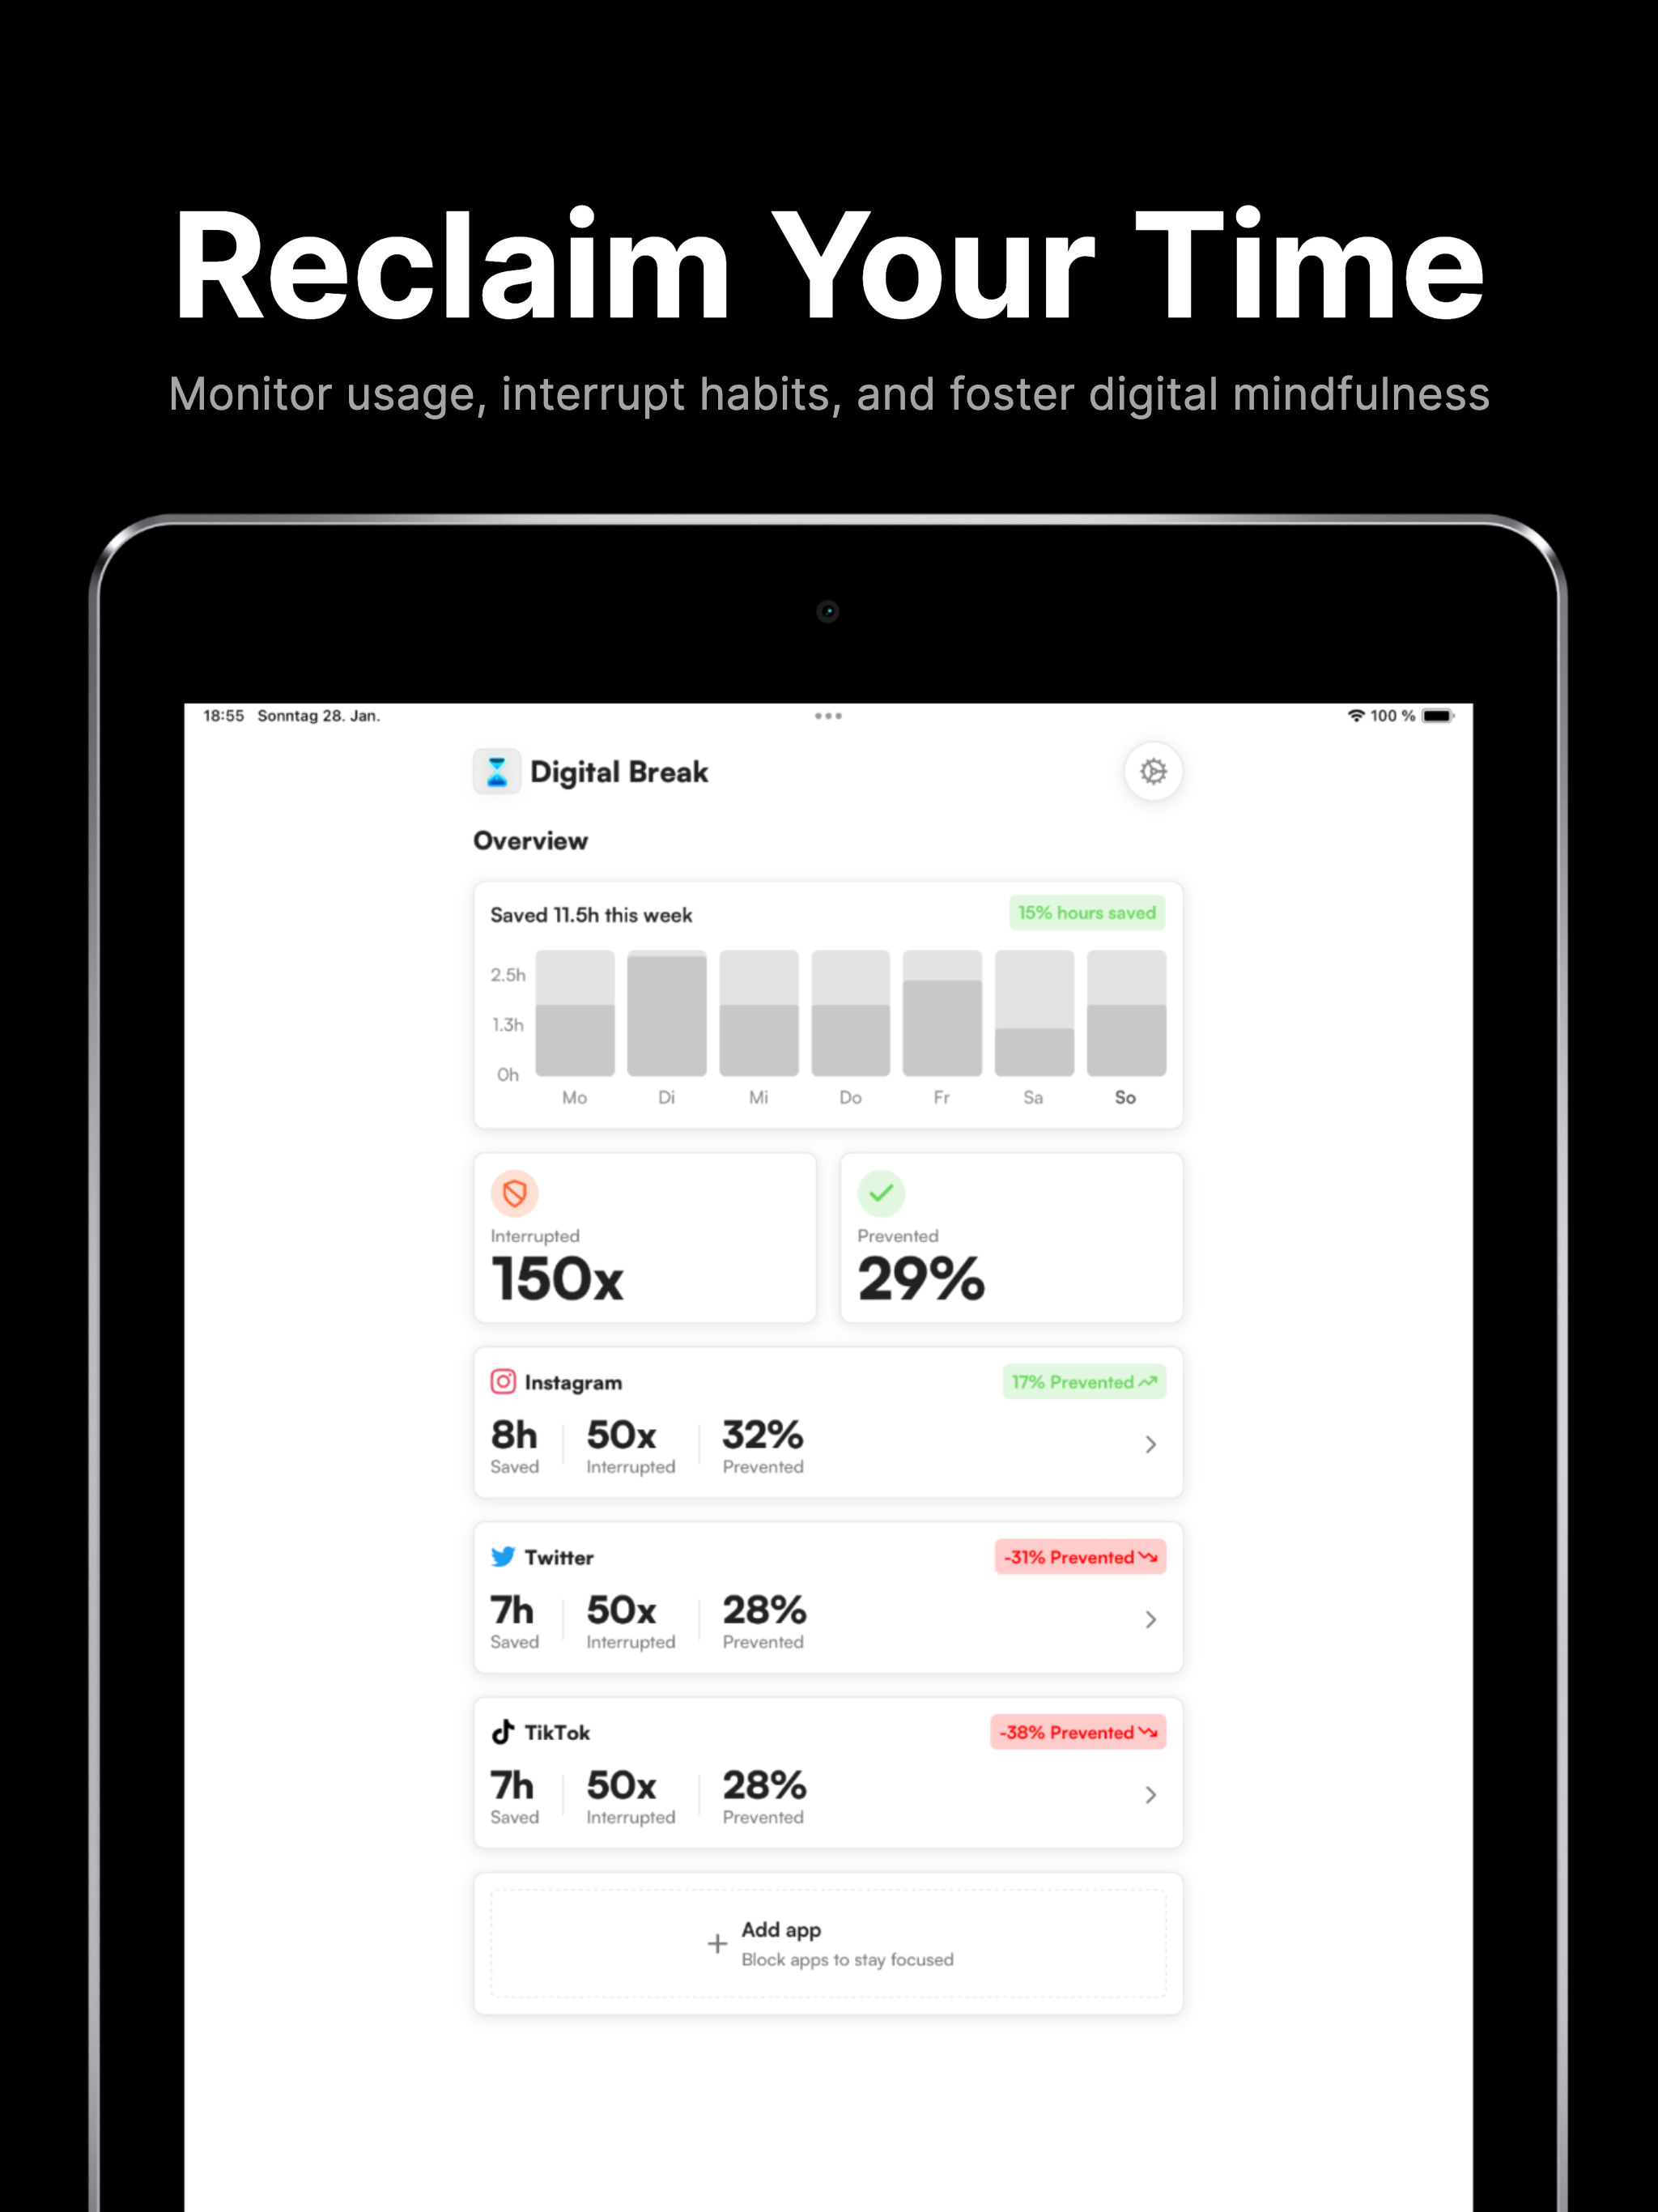 Reclaim Your Time
Monitor usage, interrupt habits, and foster digital mindfulness
18:55 Sonntag 28. Jan.
100 %
Digital Break
Overview
Saved 11.5h this week
15% hours saved
2.5h
1.3h
0h
Mo Di Mi Do Fr Sa So
Interrupted
150x
Prevented
29%
Instagram
17% Prevented
8h 50x 32%
Saved Interrupted Prevented
Twitter
-31% Prevented
7h 50x 28%
Saved Interrupted Prevented
TikTok
-38% Prevented
7h 50x 28%
Saved Interrupted Prevented
Add app
Block apps to stay focused